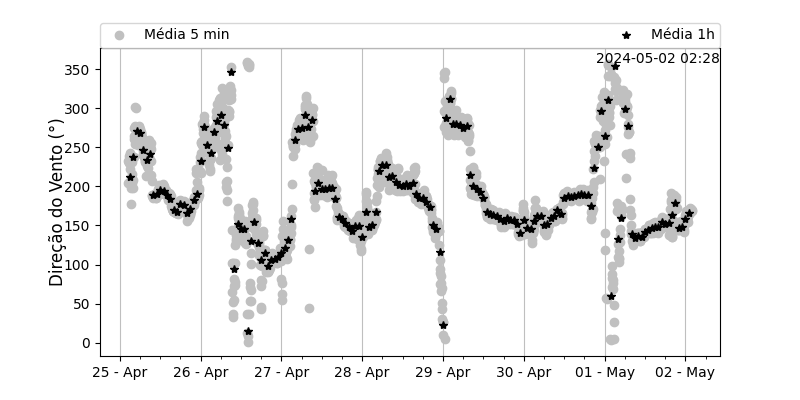 Média 5 min
Média 1h
2024-05-02 02:28
Direção do Vento (°)
350
300
250
200
150
100
50
0
25 - Apr
26 - Apr
27 - Apr
28 - Apr
29 - Apr
30 - Apr
01 - May
02 - May